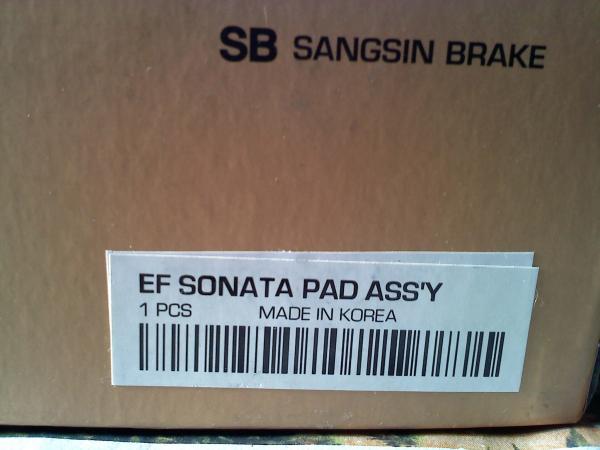 SB SANGSIN BRAKE
EF SONATA PAD ASS'Y
1 PCS MADE IN KOREA